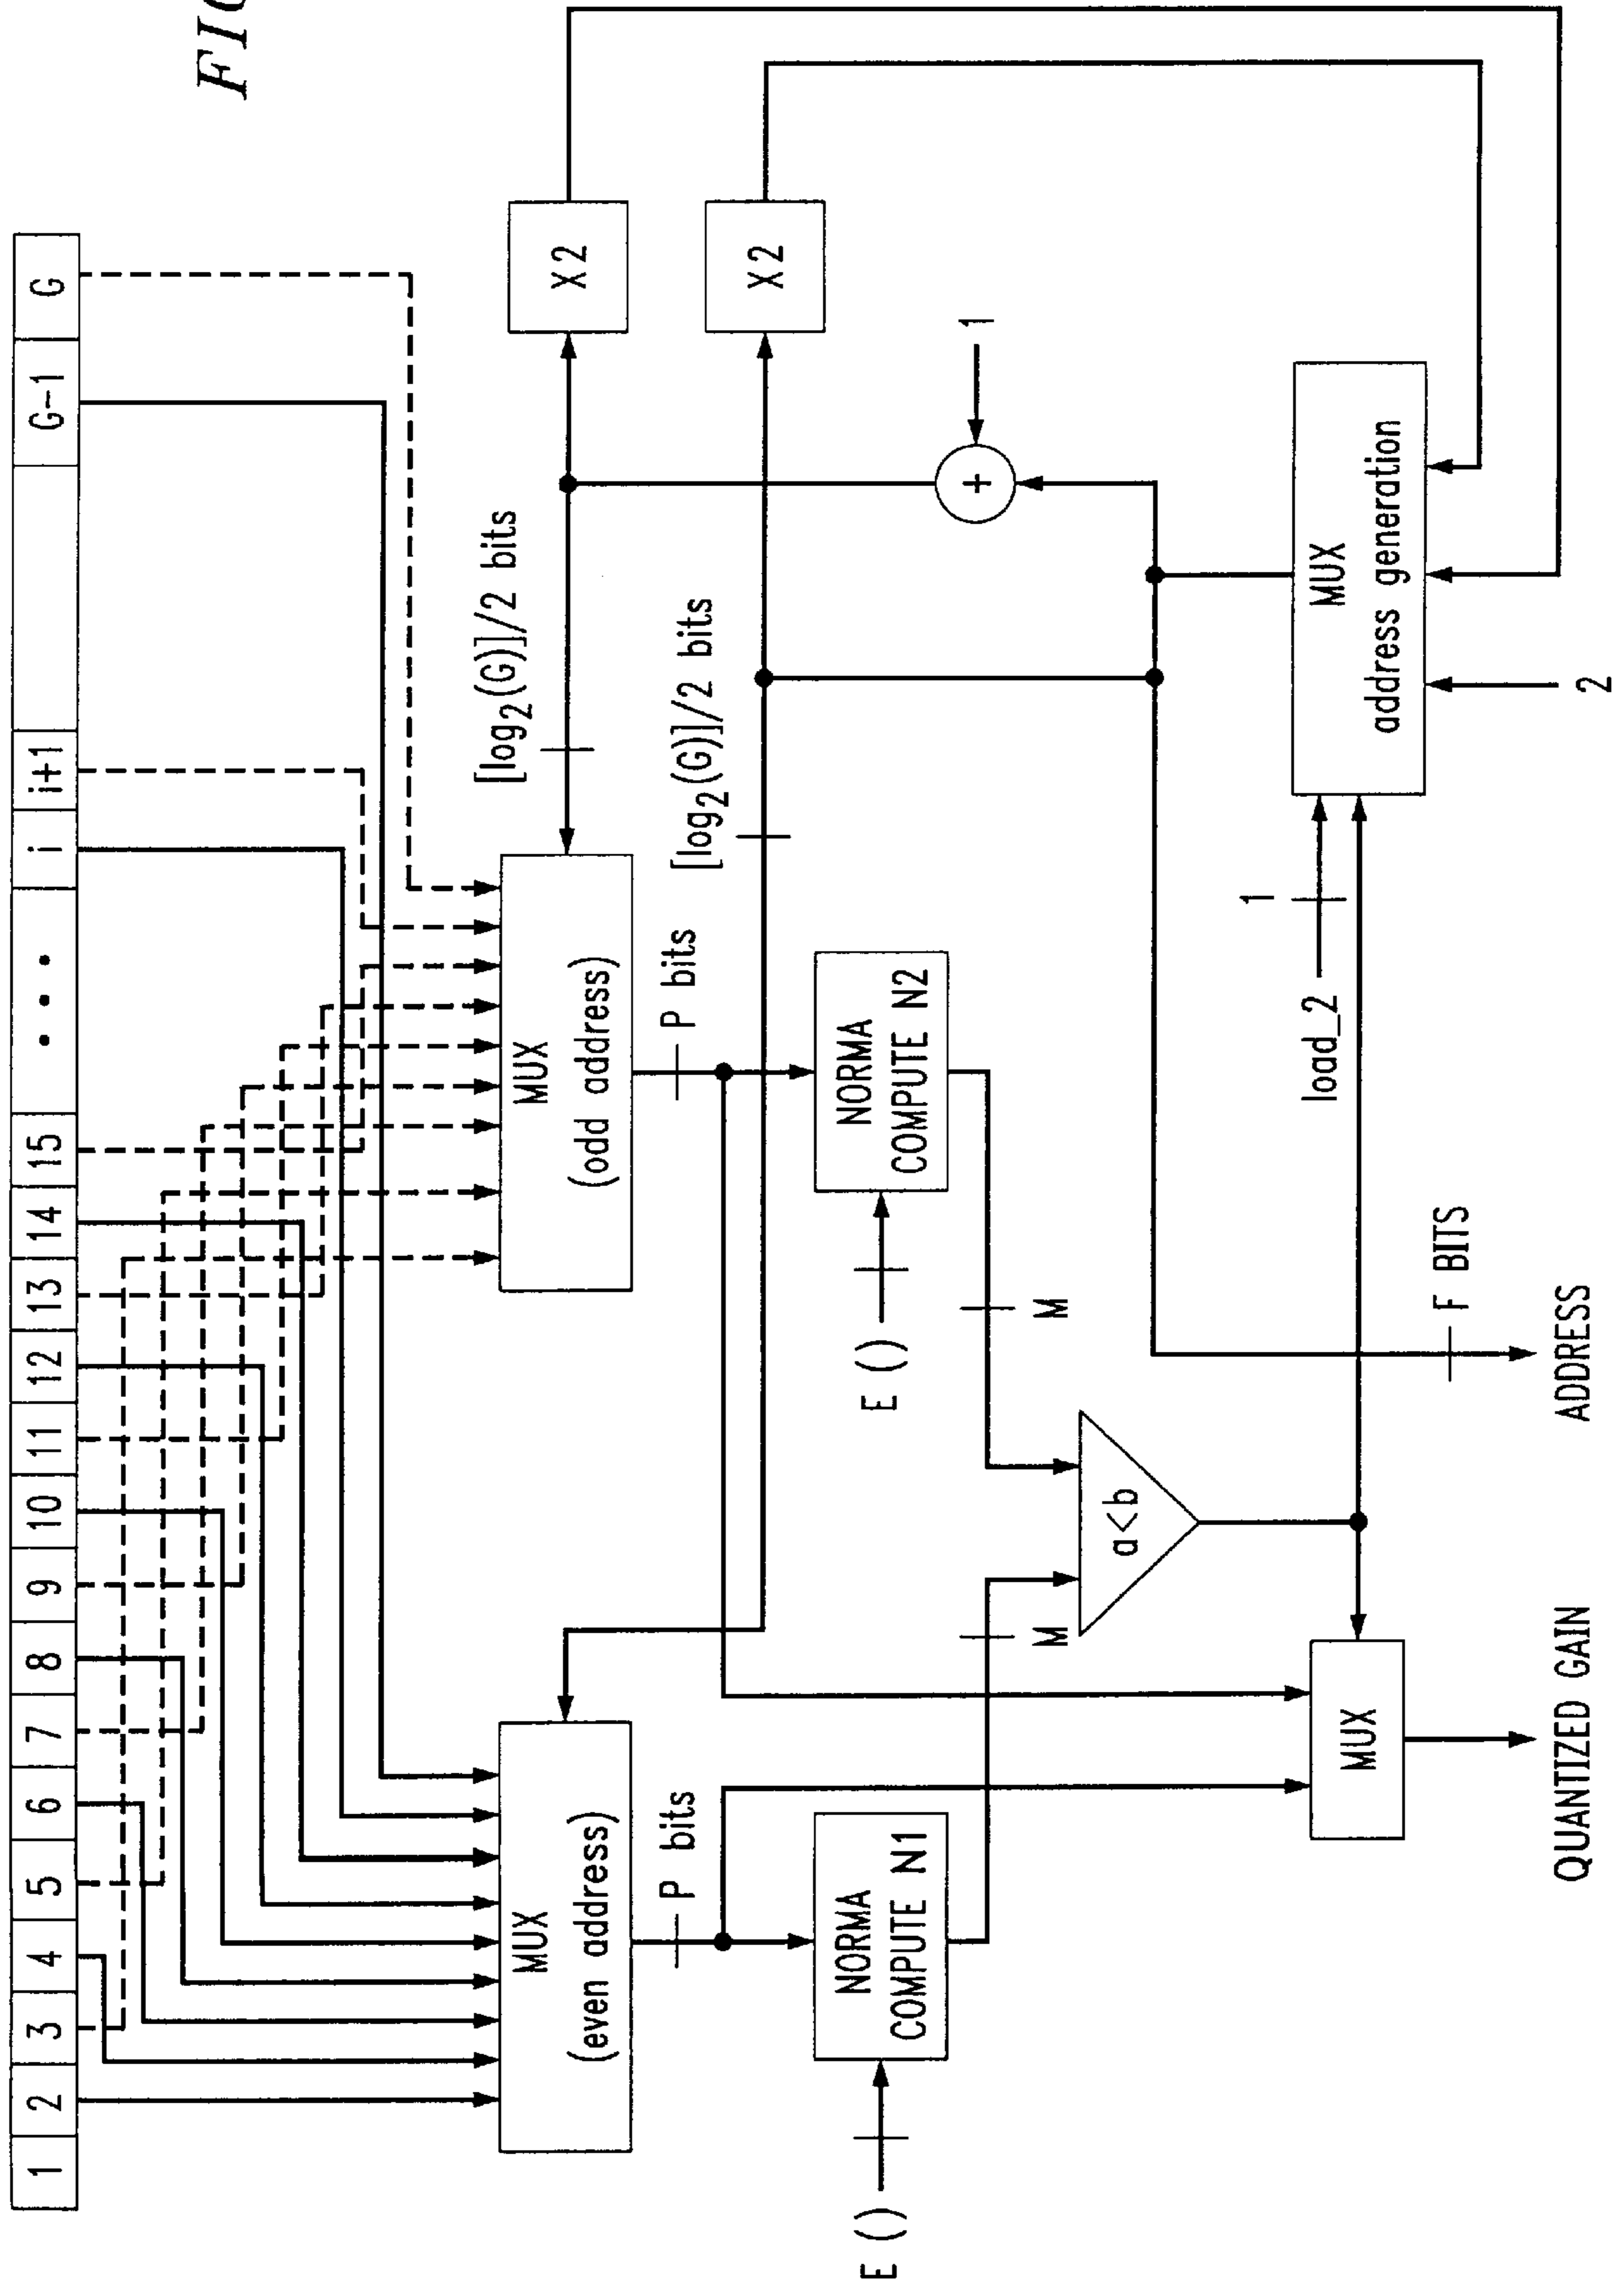 FIG
1 2 3 4 5 6 7 8 9 10 11 12 13 14 15 • • • i i+1 G-1 G
X 2
X 2
[log2(G)]/2 bits
[log2(G)]/2 bits
MUX
(even address)
MUX
(odd address)
P bits
P bits
1
+
E ()
NORMA
COMPUTE N1
E ()
NORMA
COMPUTE N2
M
M
a<b
load_2
1
MUX
address generation
2
MUX
F BITS
QUANTIZED GAIN
ADDRESS